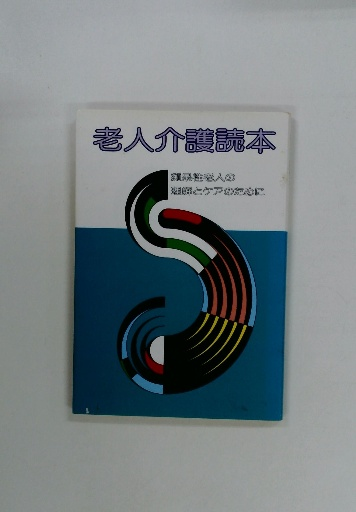 老人介護読本
痴呆性老人の
理解とケアのために